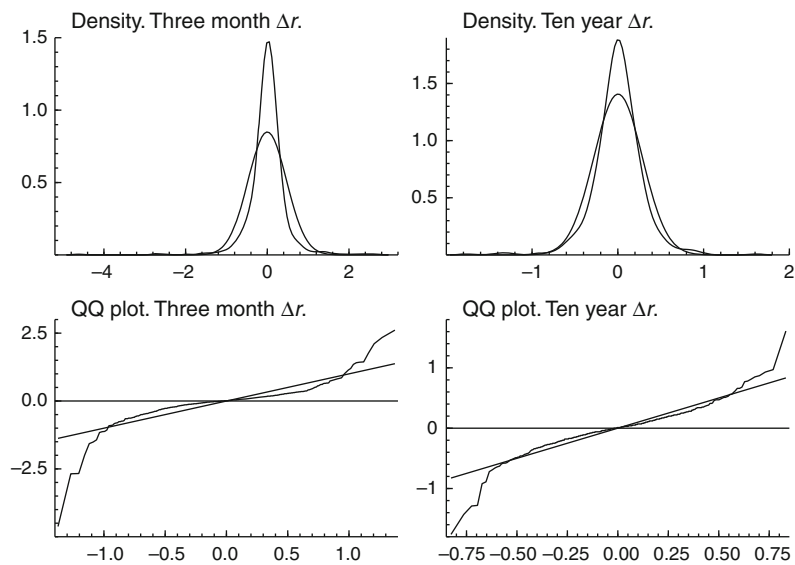 Density. Three month Δr.
1.5
1.0
0.5
−4 −2 0 2
Density. Ten year Δr.
1.5
1.0
0.5
−1 0 1 2
QQ plot. Three month Δr.
2.5
0.0
−2.5
−1.0 −0.5 0.0 0.5 1.0
QQ plot. Ten year Δr.
1
0
−1
−0.75 −0.50 0.25 0.00 0.25 0.50 0.75